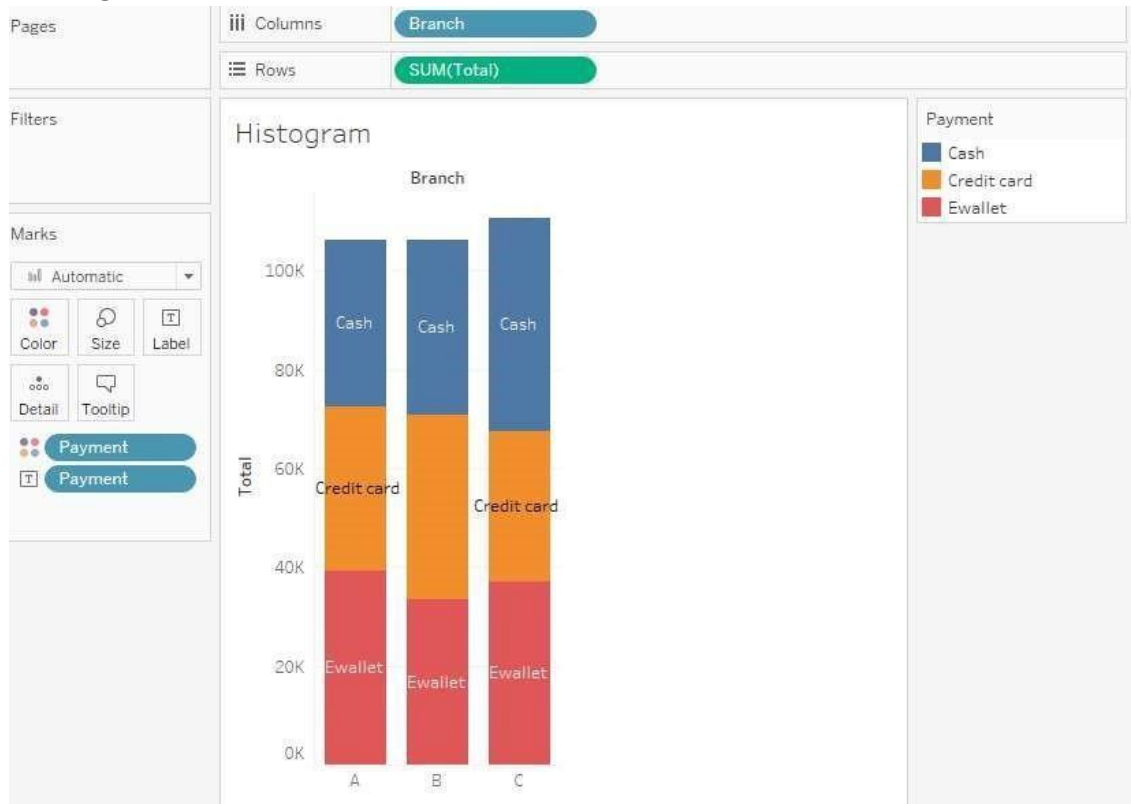 Pages
Columns
Branch
Rows
SUM(Total)
Filters
Marks
Automatic
Color
Size
Label
Detail
Tooltip
Payment
Payment
Histogram
Branch
Total
100K
80K
60K
40K
20K
0K
Cash
Cash
Cash
Credit card
Credit card
Ewallet
Ewallet
Ewallet
A
B
C
Payment
Cash
Credit card
Ewallet